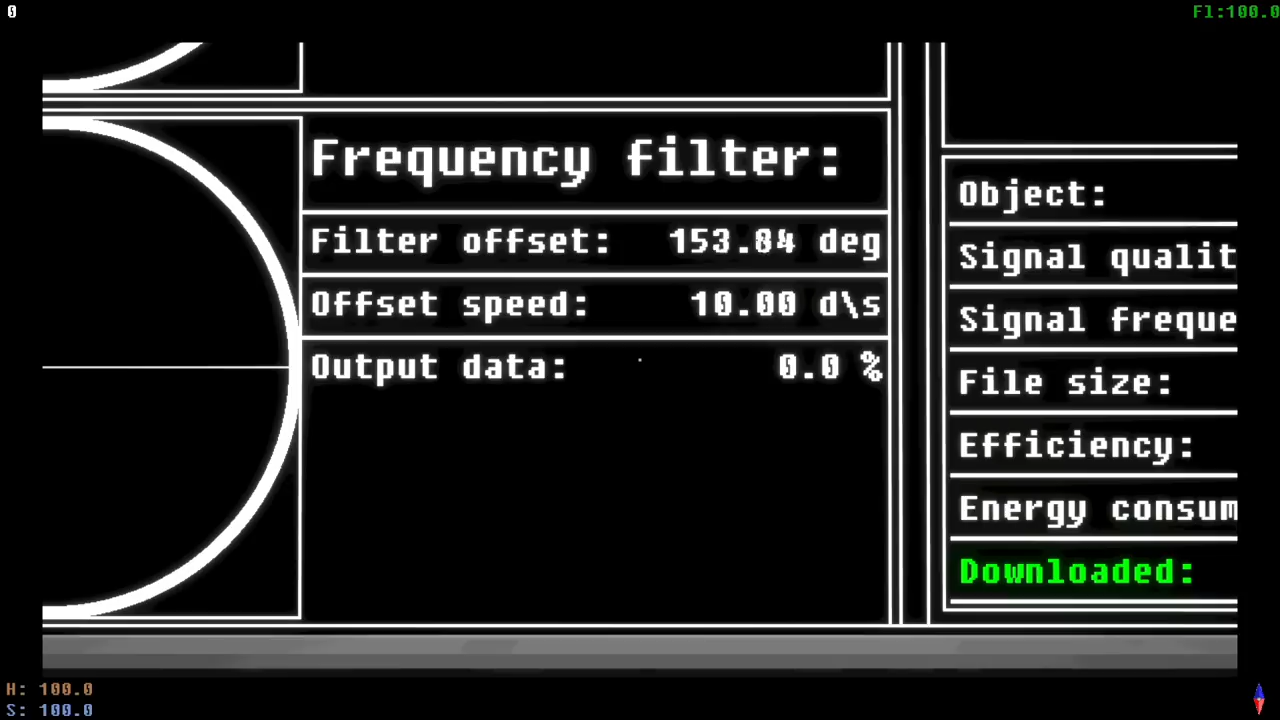 0
Fl:100.0
Frequency filter:
Filter offset: 153.84 deg
Offset speed: 10.00 d\s
Output data: 0.0 %
Object:
Signal qualit
Signal freque
File size:
Efficiency:
Energy consum
Downloaded:
H: 100.0
S: 100.0